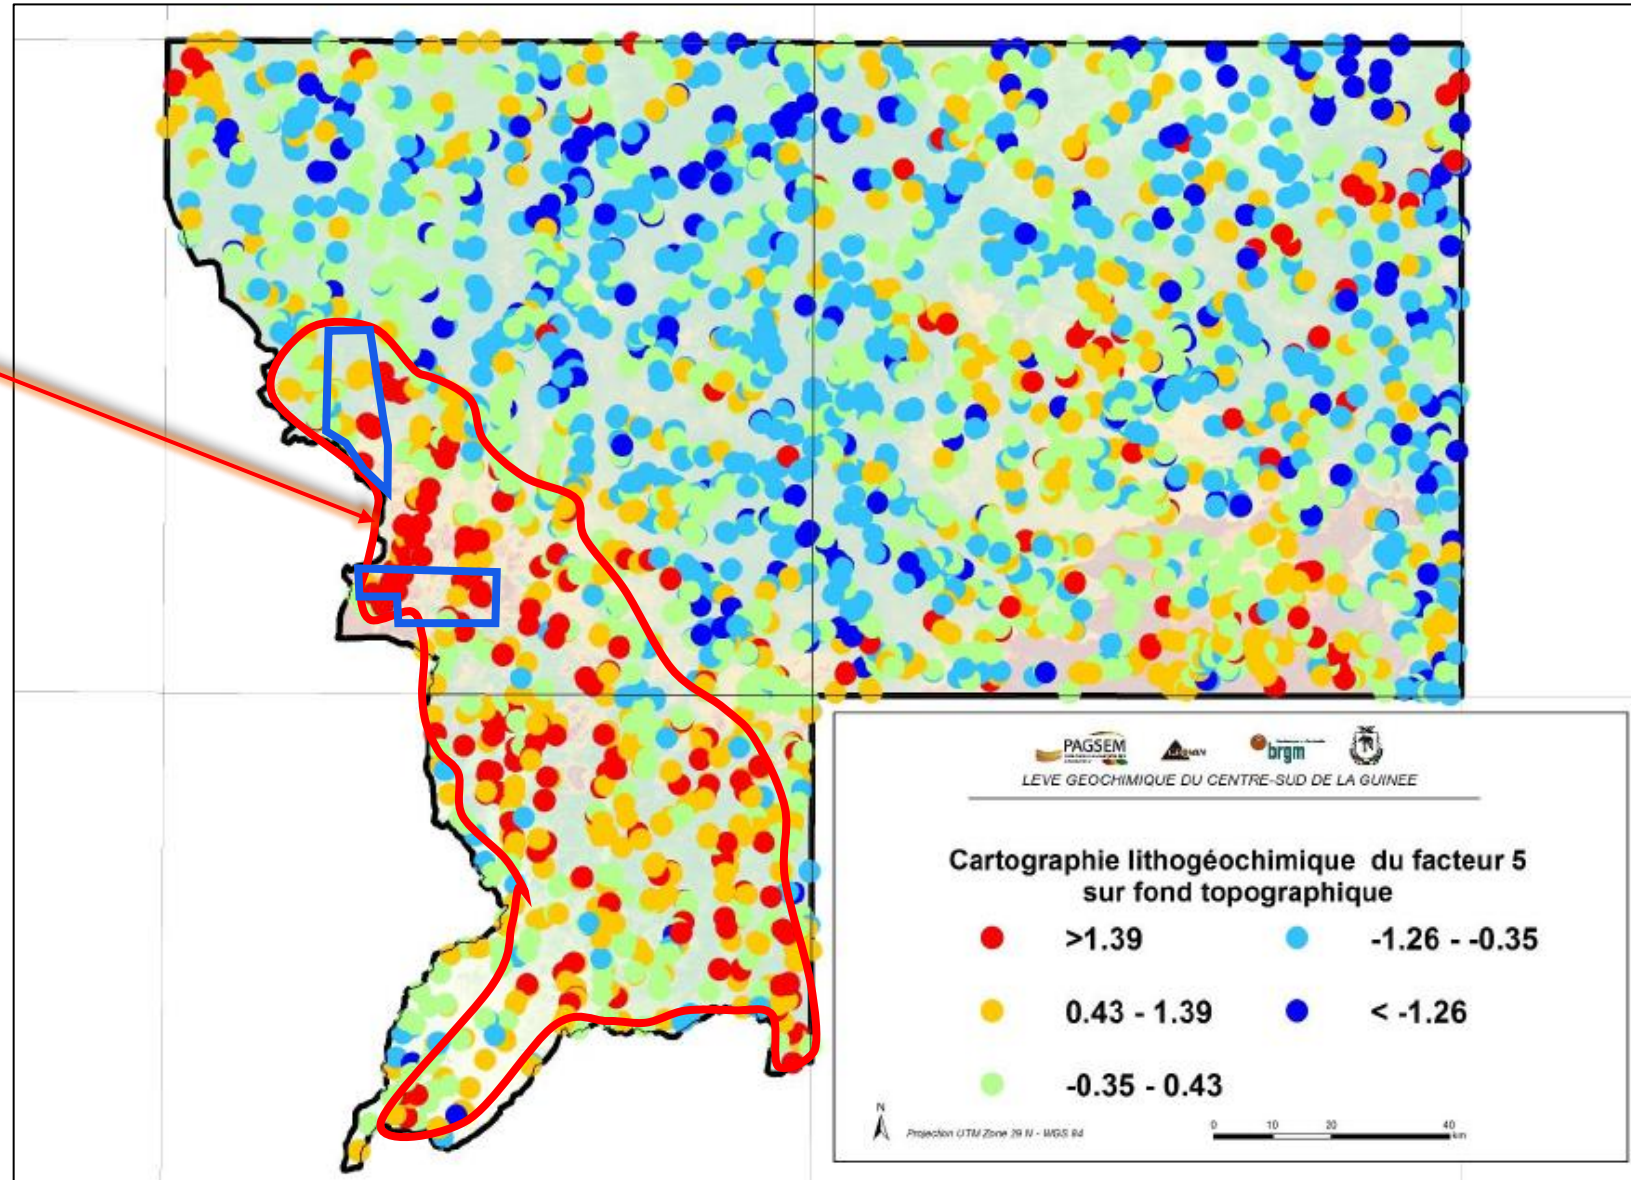 PAGSEM
brgm
LEVE GEOCHIMIQUE DU CENTRE-SUD DE LA GUINEE
Cartographie lithogéochimique du facteur 5
sur fond topographique
>1.39
-1.26 - -0.35
0.43 - 1.39
< -1.26
-0.35 - 0.43
N
Projection UTM Zone 29 N - WGS 84
0 10 20 40
km